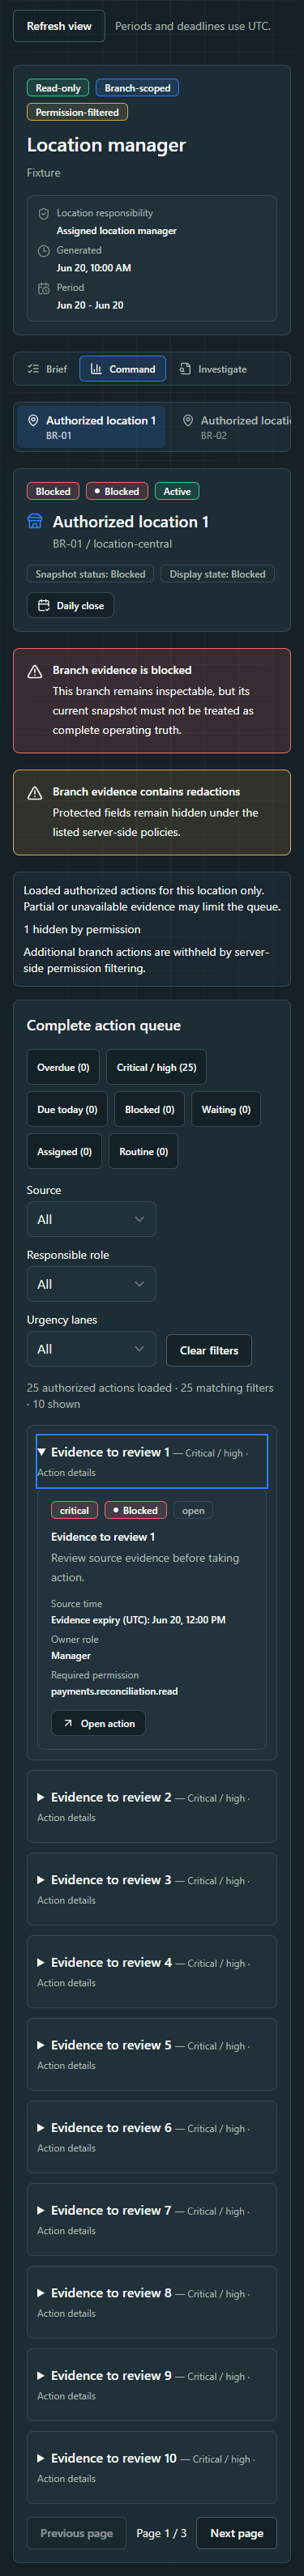 Refresh view
Periods and deadlines use UTC.
Read-only
Branch-scoped
Permission-filtered
Location manager
Fixture
Location responsibility
Assigned location manager
Generated
Jun 20, 10:00 AM
Period
Jun 20 - Jun 20
Brief
Command
Investigate
Authorized location 1
BR-01
Authorized locatio
BR-02
Blocked
Blocked
Active
Authorized location 1
BR-01 / location-central
Snapshot status: Blocked
Display state: Blocked
Daily close
Branch evidence is blocked
This branch remains inspectable, but its
current snapshot must not be treated as
complete operating truth.
Branch evidence contains redactions
Protected fields remain hidden under the
listed server-side policies.
Loaded authorized actions for this location only.
Partial or unavailable evidence may limit the queue.
1 hidden by permission
Additional branch actions are withheld by server-
side permission filtering.
Complete action queue
Overdue (0)
Critical / high (25)
Due today (0)
Blocked (0)
Waiting (0)
Assigned (0)
Routine (0)
Source
All
Responsible role
All
Urgency lanes
All
Clear filters
25 authorized actions loaded · 25 matching filters
· 10 shown
Evidence to review 1 — Critical / high ·
Action details
critical
Blocked
open
Evidence to review 1
Review source evidence before taking
action.
Source time
Evidence expiry (UTC): Jun 20, 12:00 PM
Owner role
Manager
Required permission
payments.reconciliation.read
Open action
Evidence to review 2 — Critical / high ·
Action details
Evidence to review 3 — Critical / high ·
Action details
Evidence to review 4 — Critical / high ·
Action details
Evidence to review 5 — Critical / high ·
Action details
Evidence to review 6 — Critical / high ·
Action details
Evidence to review 7 — Critical / high ·
Action details
Evidence to review 8 — Critical / high ·
Action details
Evidence to review 9 — Critical / high ·
Action details
Evidence to review 10 — Critical / high ·
Action details
Previous page
Page 1 / 3
Next page